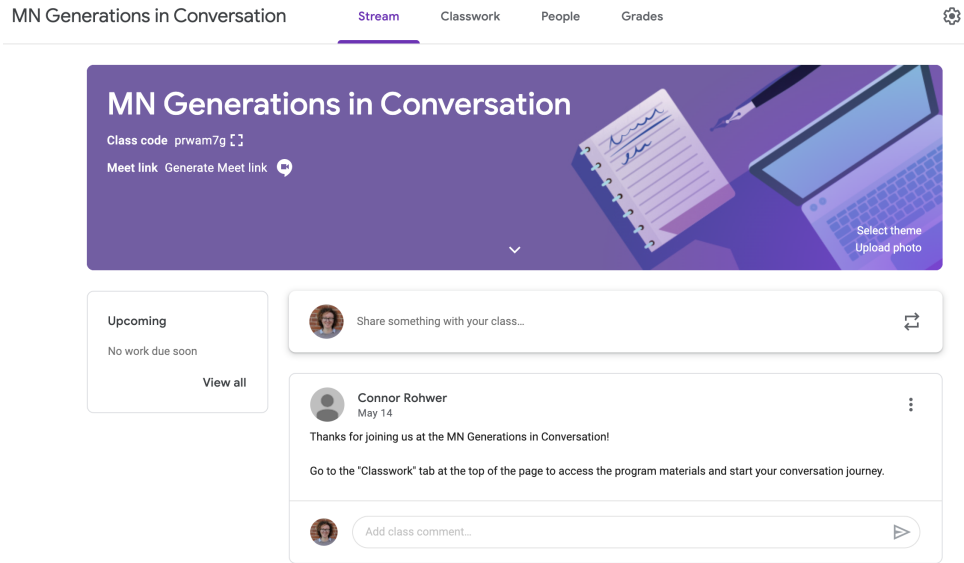 MN Generations in Conversation
Stream
Classwork
People
Grades
MN Generations in Conversation
Class code prwam7g
Meet link Generate Meet link
Select theme
Upload photo
Upcoming
No work due soon
View all
Share something with your class...
Connor Rohwer
May 14
Thanks for joining us at the MN Generations in Conversation!
Go to the "Classwork" tab at the top of the page to access the program materials and start your conversation journey.
Add class comment...